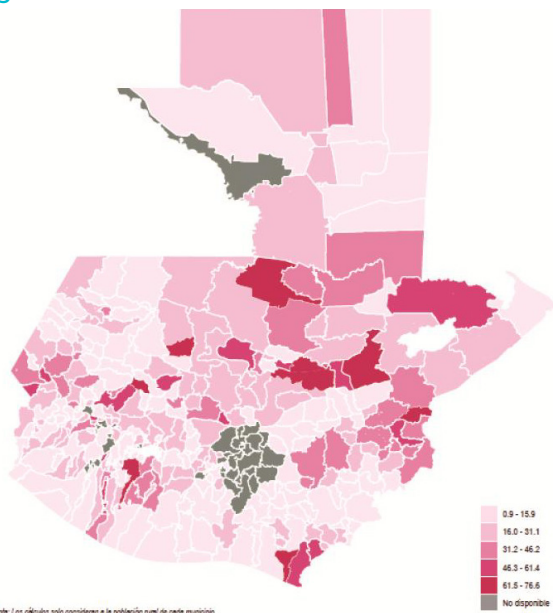 0.9 - 15.9
16.0 - 31.1
31.2 - 46.2
46.3 - 61.4
61.5 - 76.6
No disponible
Nota: Los cálculos solo consideran a la población rural de cada municipio.